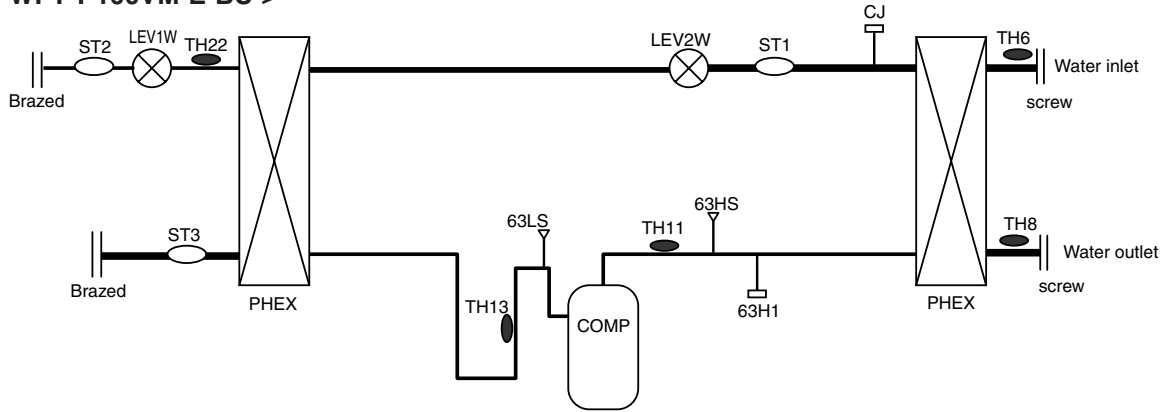 CJ
ST2
LEV1W
TH22
LEV2W
ST1
TH6
Water inlet
Brazed
screw
63LS
TH11
63HS
TH8
ST3
Water outlet
Brazed
PHEX
TH13
COMP
63H1
PHEX
screw